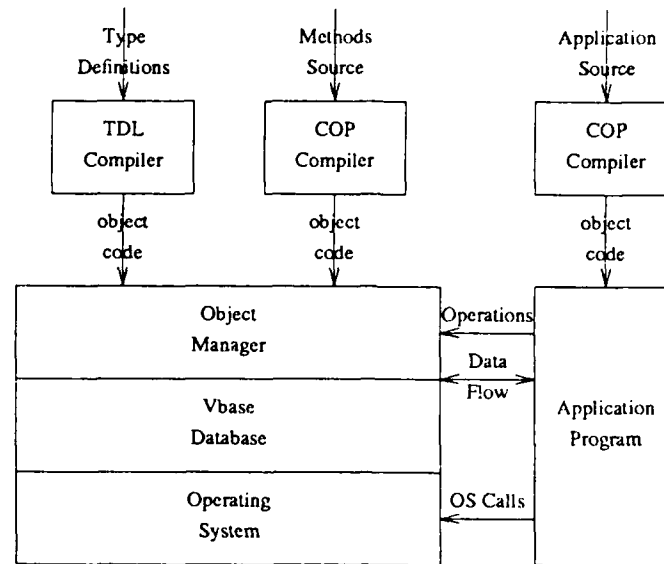 Type
Definitions
Methods
Source
Application
Source
TDL
Compiler
COP
Compiler
COP
Compiler
object
code
object
code
object
code
Object
Manager
Operations
Data
Flow
Vbase
Database
Application
Program
Operating
System
OS Calls